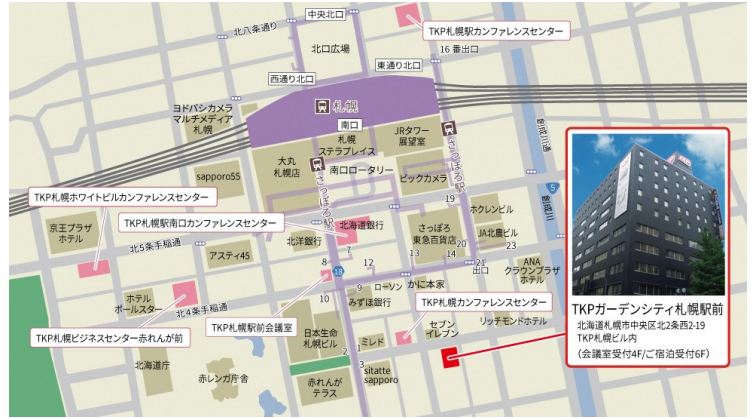 中央北口
TKP札幌駅カンファレンスセンター
北八条通り
北口広場
16 番出口
西通り北口
東通り北口
札幌
ヨドバシカメラ
マルチメディア
札幌
南口
札幌
ステラプレイス
JRタワー
展望室
創成川通
大丸
札幌店
さっぽろ駅
南口ロータリー
ビックカメラ
さっぽろ駅
sapporo55
5
創成川
TKP札幌ホワイトビルカンファレンスセンター
TKP札幌駅南口カンファレンスセンター
19
ホクレンビル
京王プラザ
ホテル
北海道銀行
さっぽろ
東急百貨店
JA北農ビル
北5条手稲通
北洋銀行
7
20
23
アスティ45
8
12
13
14
21
出口
18
ANA
クラウンプラザ
ホテル
9
ローソン
かに本家
ホテル
ポールスター
北4条手稲通
10
みずほ銀行
TKP札幌カンファレンスセンター
TKP札幌駅前会議室
セブン
イレブン
リッチモンドホテル
TKP札幌ビジネスセンター赤れんが前
日本生命
札幌ビル
ミレド
1
2
3
北海道庁
赤レンガ庁舎
赤れんが
テラス
sitatte
sapporo
TKPガーデンシティ札幌駅前
北海道札幌市中央区北2条西2-19
TKP札幌ビル内
（会議室受付4F/ご宿泊受付6F）